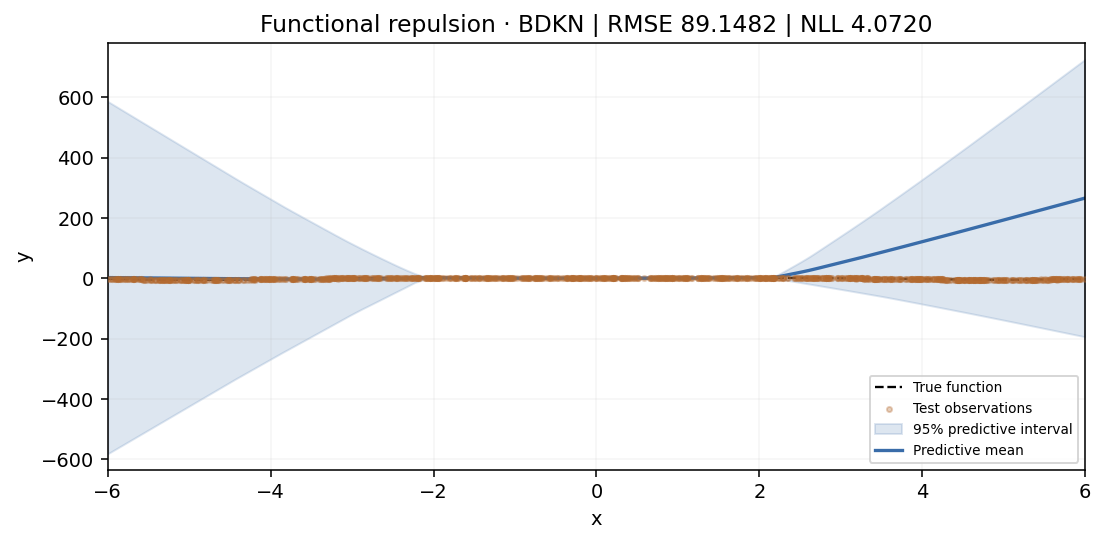 Functional repulsion · BDKN | RMSE 89.1482 | NLL 4.0720
y
600
400
200
0
−200
−400
−600
−6
−4
−2
0
2
4
6
x
True function
Test observations
95% predictive interval
Predictive mean